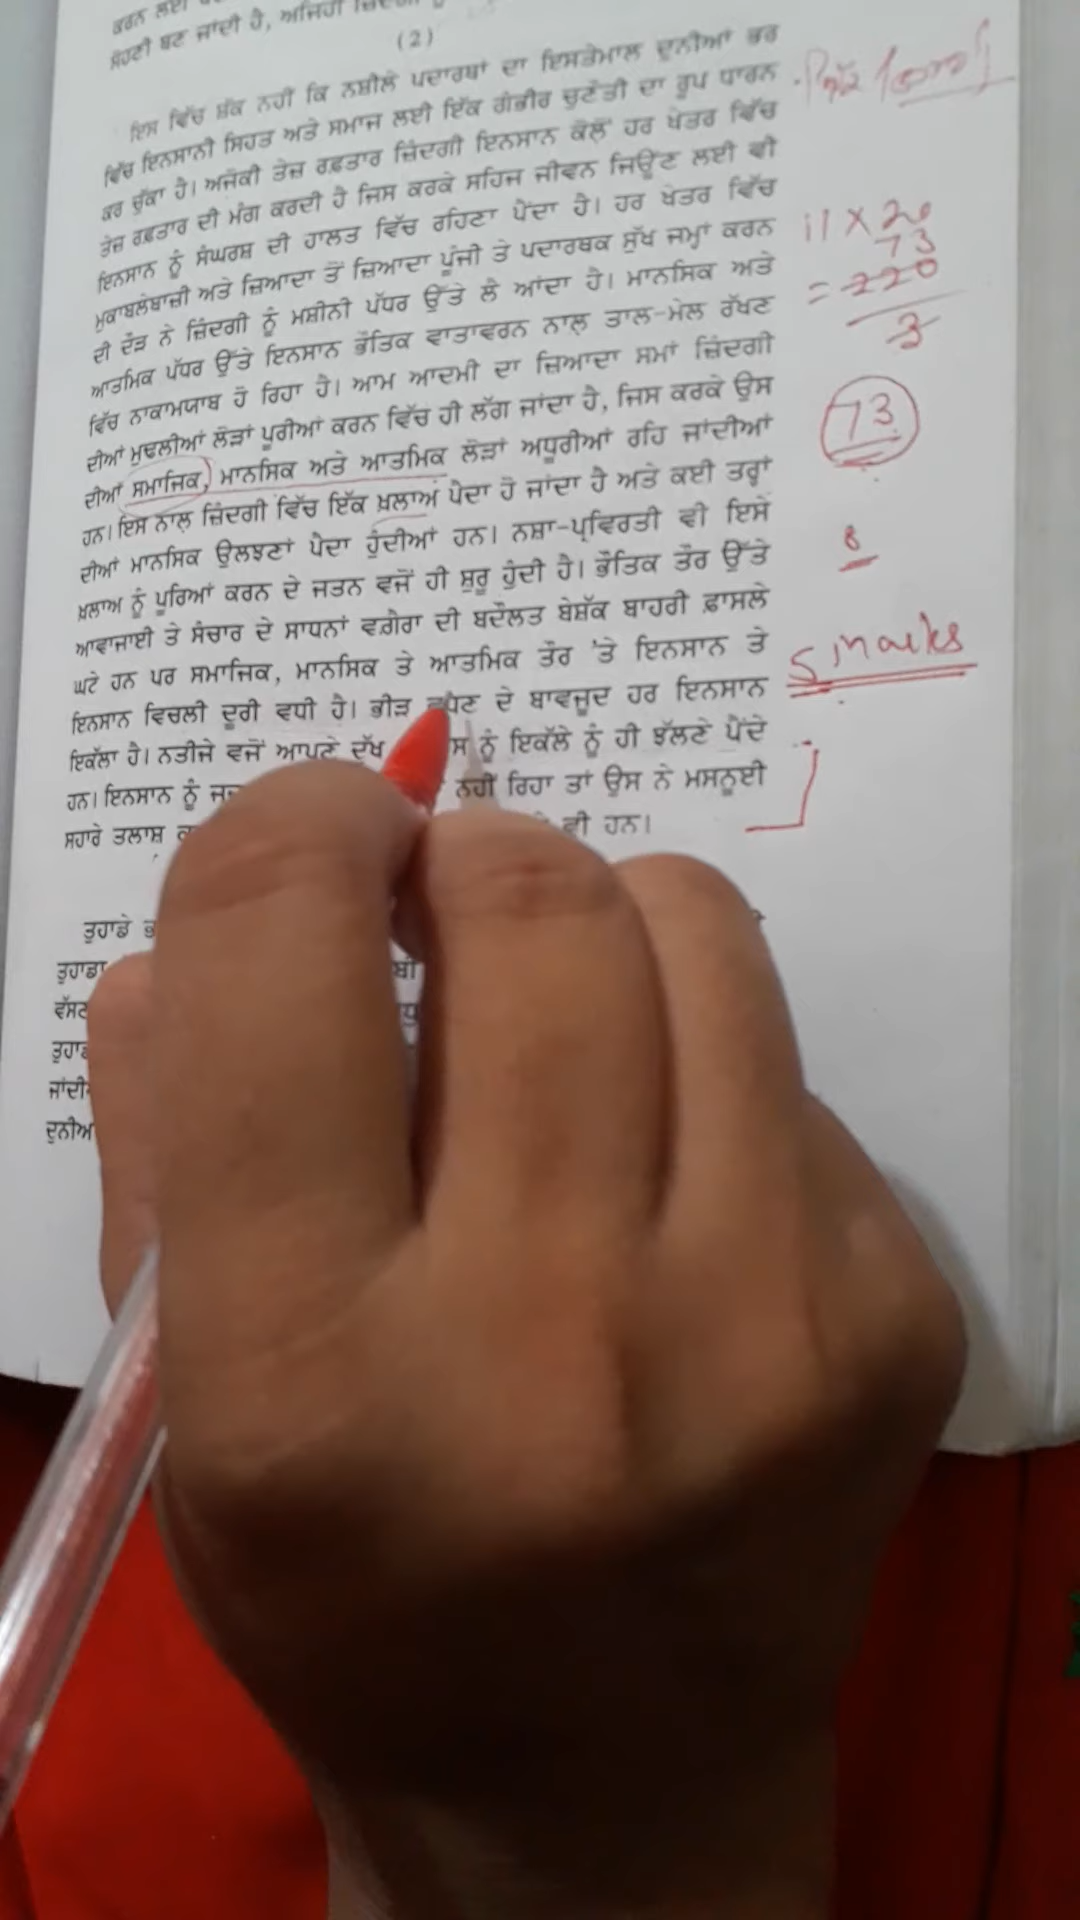 ਕਰਨ ਲਈ
ਸੋਹਣੀ ਬਣ ਜਾਂਦੀ ਹੈ, ਅਜਿਹੀ
(2)
ਇਸ ਵਿੱਚ ਸ਼ੱਕ ਨਹੀਂ ਕਿ ਨਸ਼ੀਲੇ ਪਦਾਰਥਾਂ ਦਾ ਇਸਤੇਮਾਲ ਦੁਨੀਆਂ ਭਰ
ਵਿੱਚ ਇਨਸਾਨੀ ਸਿਹਤ ਅਤੇ ਸਮਾਜ ਲਈ ਇੱਕ ਗੰਭੀਰ ਚੁਣੌਤੀ ਦਾ ਰੂਪ ਧਾਰਨ
ਕਰ ਚੁੱਕਾ ਹੈ। ਅਜੋਕੀ ਤੇਜ਼ ਰਫ਼ਤਾਰ ਜ਼ਿੰਦਗੀ ਇਨਸਾਨ ਕੋਲੋਂ ਹਰ ਖੇਤਰ ਵਿੱਚ
ਤੇਜ਼ ਰਫ਼ਤਾਰ ਦੀ ਮੰਗ ਕਰਦੀ ਹੈ ਜਿਸ ਕਰਕੇ ਸਹਿਜ ਜੀਵਨ ਜਿਊਣ ਲਈ ਵੀ
ਇਨਸਾਨ ਨੂੰ ਸੰਘਰਸ਼ ਦੀ ਹਾਲਤ ਵਿੱਚ ਰਹਿਣਾ ਪੈਂਦਾ ਹੈ। ਹਰ ਖੇਤਰ ਵਿੱਚ
ਮੁਕਾਬਲੇਬਾਜ਼ੀ ਅਤੇ ਜ਼ਿਆਦਾ ਤੋਂ ਜ਼ਿਆਦਾ ਪੂੰਜੀ ਤੇ ਪਦਾਰਥਕ ਸੁੱਖ ਜਮ੍ਹਾਂ ਕਰਨ
ਦੀ ਦੌੜ ਨੇ ਜ਼ਿੰਦਗੀ ਨੂੰ ਮਸ਼ੀਨੀ ਪੱਧਰ ਉੱਤੇ ਲੈ ਆਂਦਾ ਹੈ। ਮਾਨਸਿਕ ਅਤੇ
ਆਤਮਿਕ ਪੱਧਰ ਉੱਤੇ ਇਨਸਾਨ ਭੌਤਿਕ ਵਾਤਾਵਰਨ ਨਾਲ਼ ਤਾਲ-ਮੇਲ ਰੱਖਣ
ਵਿੱਚ ਨਾਕਾਮਯਾਬ ਹੋ ਰਿਹਾ ਹੈ। ਆਮ ਆਦਮੀ ਦਾ ਜ਼ਿਆਦਾ ਸਮਾਂ ਜ਼ਿੰਦਗੀ
ਦੀਆਂ ਮੁਢਲੀਆਂ ਲੋੜਾਂ ਪੂਰੀਆਂ ਕਰਨ ਵਿੱਚ ਹੀ ਲੱਗ ਜਾਂਦਾ ਹੈ, ਜਿਸ ਕਰਕੇ ਉਸ
ਦੀਆਂ ਸਮਾਜਿਕ, ਮਾਨਸਿਕ ਅਤੇ ਆਤਮਿਕ ਲੋੜਾਂ ਅਧੂਰੀਆਂ ਰਹਿ ਜਾਂਦੀਆਂ
ਹਨ। ਇਸ ਨਾਲ਼ ਜ਼ਿੰਦਗੀ ਵਿੱਚ ਇੱਕ ਖ਼ਲਾਅ ਪੈਦਾ ਹੋ ਜਾਂਦਾ ਹੈ ਅਤੇ ਕਈ ਤਰ੍ਹਾਂ
ਦੀਆਂ ਮਾਨਸਿਕ ਉਲਝਣਾਂ ਪੈਦਾ ਹੁੰਦੀਆਂ ਹਨ। ਨਸ਼ਾ-ਪ੍ਰਵਿਰਤੀ ਵੀ ਇਸੇ
ਖ਼ਲਾਅ ਨੂੰ ਪੂਰਿਆਂ ਕਰਨ ਦੇ ਜਤਨ ਵਜੋਂ ਹੀ ਸ਼ੁਰੂ ਹੁੰਦੀ ਹੈ। ਭੌਤਿਕ ਤੌਰ ਉੱਤੇ
ਆਵਾਜਾਈ ਤੇ ਸੰਚਾਰ ਦੇ ਸਾਧਨਾਂ ਵਗ਼ੈਰਾ ਦੀ ਬਦੌਲਤ ਬੇਸ਼ੱਕ ਬਾਹਰੀ ਫ਼ਾਸਲੇ
ਘਟੇ ਹਨ ਪਰ ਸਮਾਜਿਕ, ਮਾਨਸਿਕ ਤੇ ਆਤਮਿਕ ਤੌਰ 'ਤੇ ਇਨਸਾਨ ਤੇ
ਇਨਸਾਨ ਵਿਚਲੀ ਦੂਰੀ ਵਧੀ ਹੈ। ਭੀੜ ਦੇ ਬਾਵਜੂਦ ਹਰ ਇਨਸਾਨ
ਇਕੱਲਾ ਹੈ। ਨਤੀਜੇ ਵਜੋਂ ਆਪਣੇ ਦੁੱਖ ਨੂੰ ਇਕੱਲੇ ਨੂੰ ਹੀ ਝੱਲਣੇ ਪੈਂਦੇ
ਹਨ। ਇਨਸਾਨ ਨੂੰ ਨਹੀਂ ਰਿਹਾ ਤਾਂ ਉਸ ਨੇ ਮਸਨੂਈ
ਸਹਾਰੇ ਤਲਾਸ਼ ਵੀ ਹਨ।
ਤੁਹਾਡੇ
ਤੁਹਾਡਾ
11 × 20
73
= 220
3
73
8
5 marks